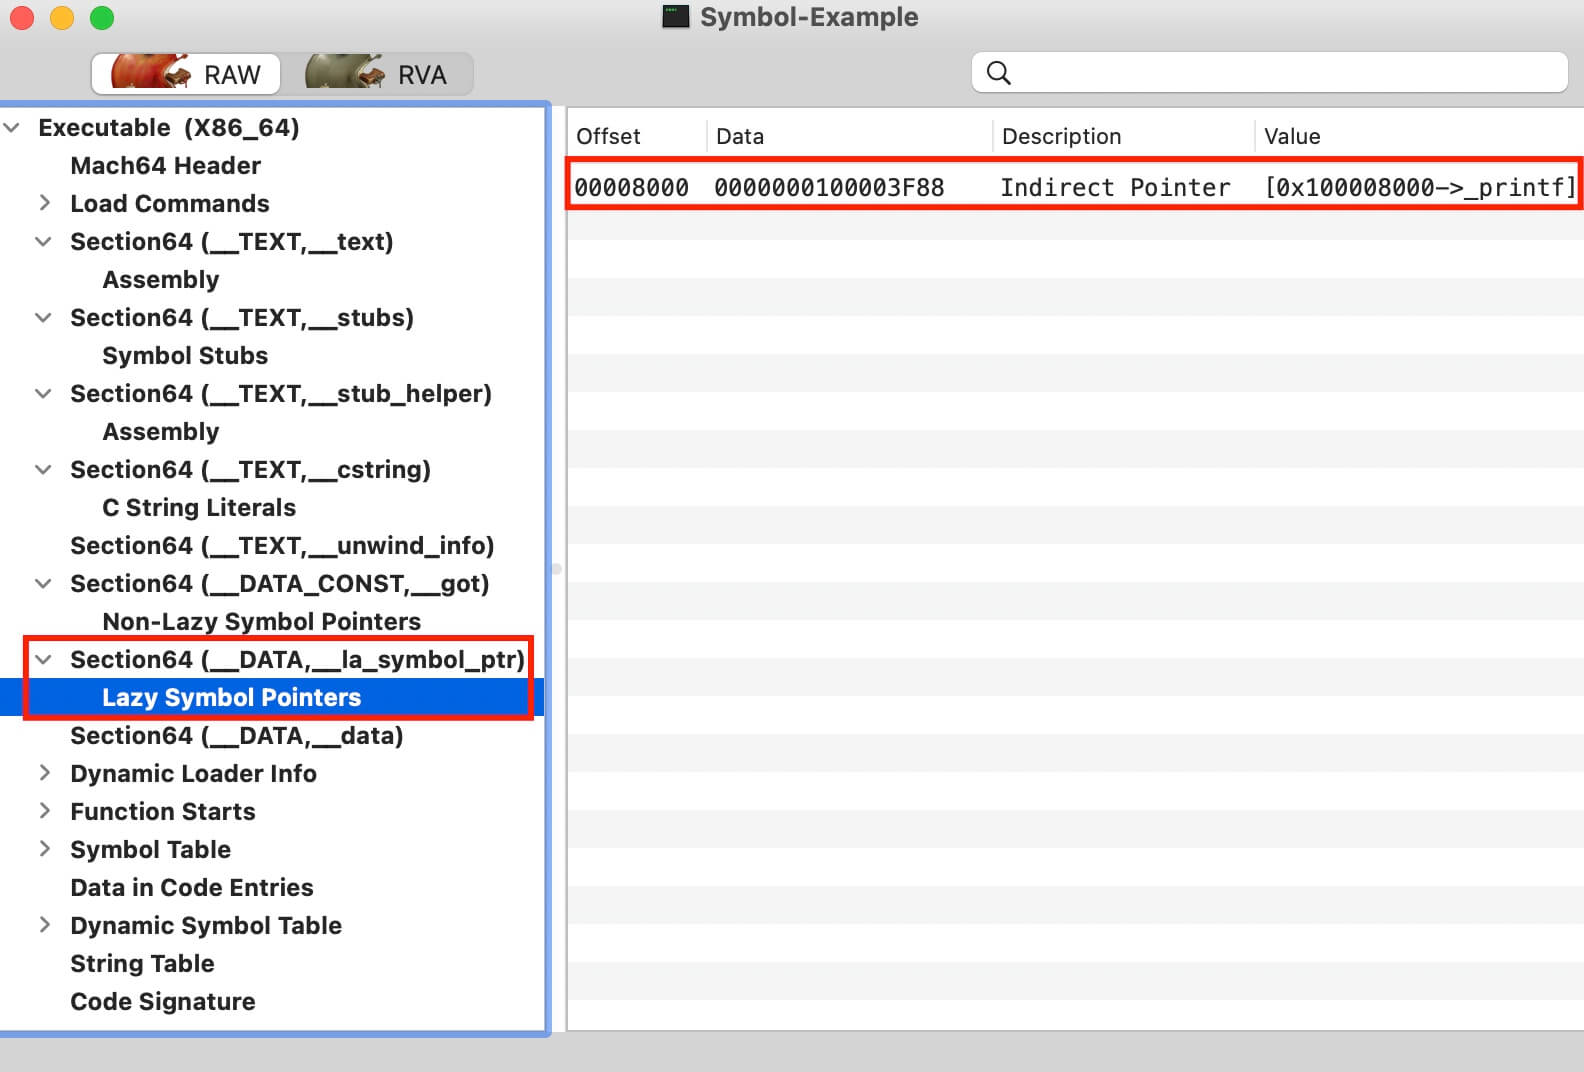 Symbol-Example
RAW RVA
Executable (X86_64)
Mach64 Header
Load Commands
Section64 (__TEXT,__text)
Assembly
Section64 (__TEXT,__stubs)
Symbol Stubs
Section64 (__TEXT,__stub_helper)
Assembly
Section64 (__TEXT,__cstring)
C String Literals
Section64 (__TEXT,__unwind_info)
Section64 (__DATA_CONST,__got)
Non-Lazy Symbol Pointers
Section64 (__DATA,__la_symbol_ptr)
Lazy Symbol Pointers
Section64 (__DATA,__data)
Dynamic Loader Info
Function Starts
Symbol Table
Data in Code Entries
Dynamic Symbol Table
String Table
Code Signature
Offset Data Description Value
00008000 0000000100003F88 Indirect Pointer [0x100008000->_printf]